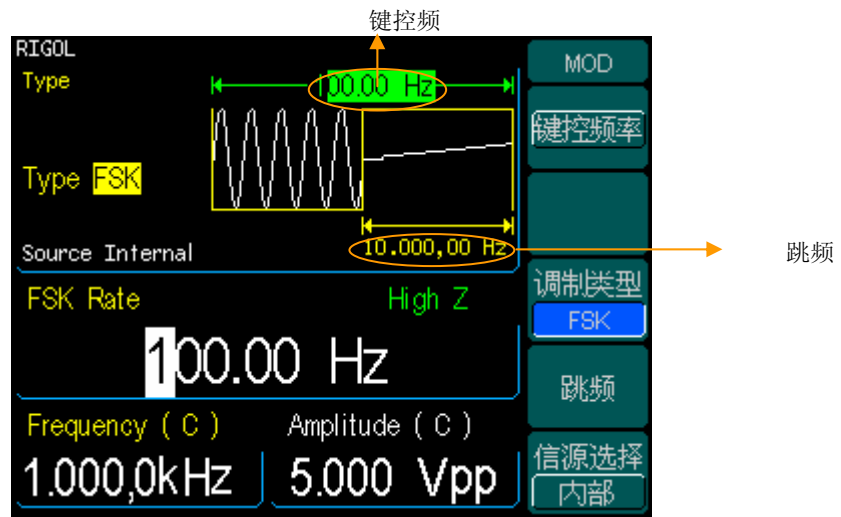 键控频
RIGOL
MOD
Type
100.00 Hz
键控频率
Type FSK
Source Internal
10.000,00 Hz
跳频
调制类型
FSK
FSK Rate
High Z
100.00 Hz
跳频
Frequency ( C )
Amplitude ( C )
信源选择
内部
1.000,0kHz
5.000 Vpp